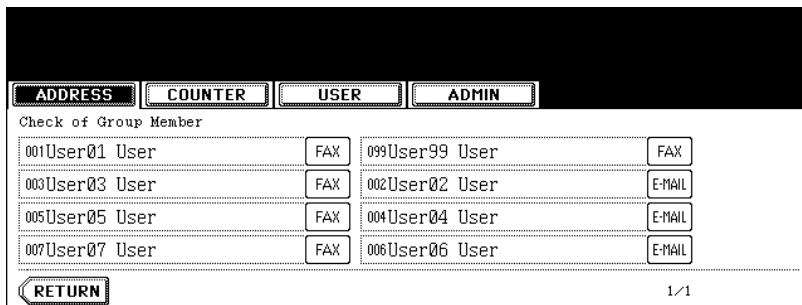 ADDRESS COUNTER USER ADMIN
Check of Group Member
001User01 User FAX 099User99 User FAX
003User03 User FAX 002User02 User E-MAIL
005User05 User FAX 004User04 User E-MAIL
007User07 User FAX 006User06 User E-MAIL
RETURN 1/1